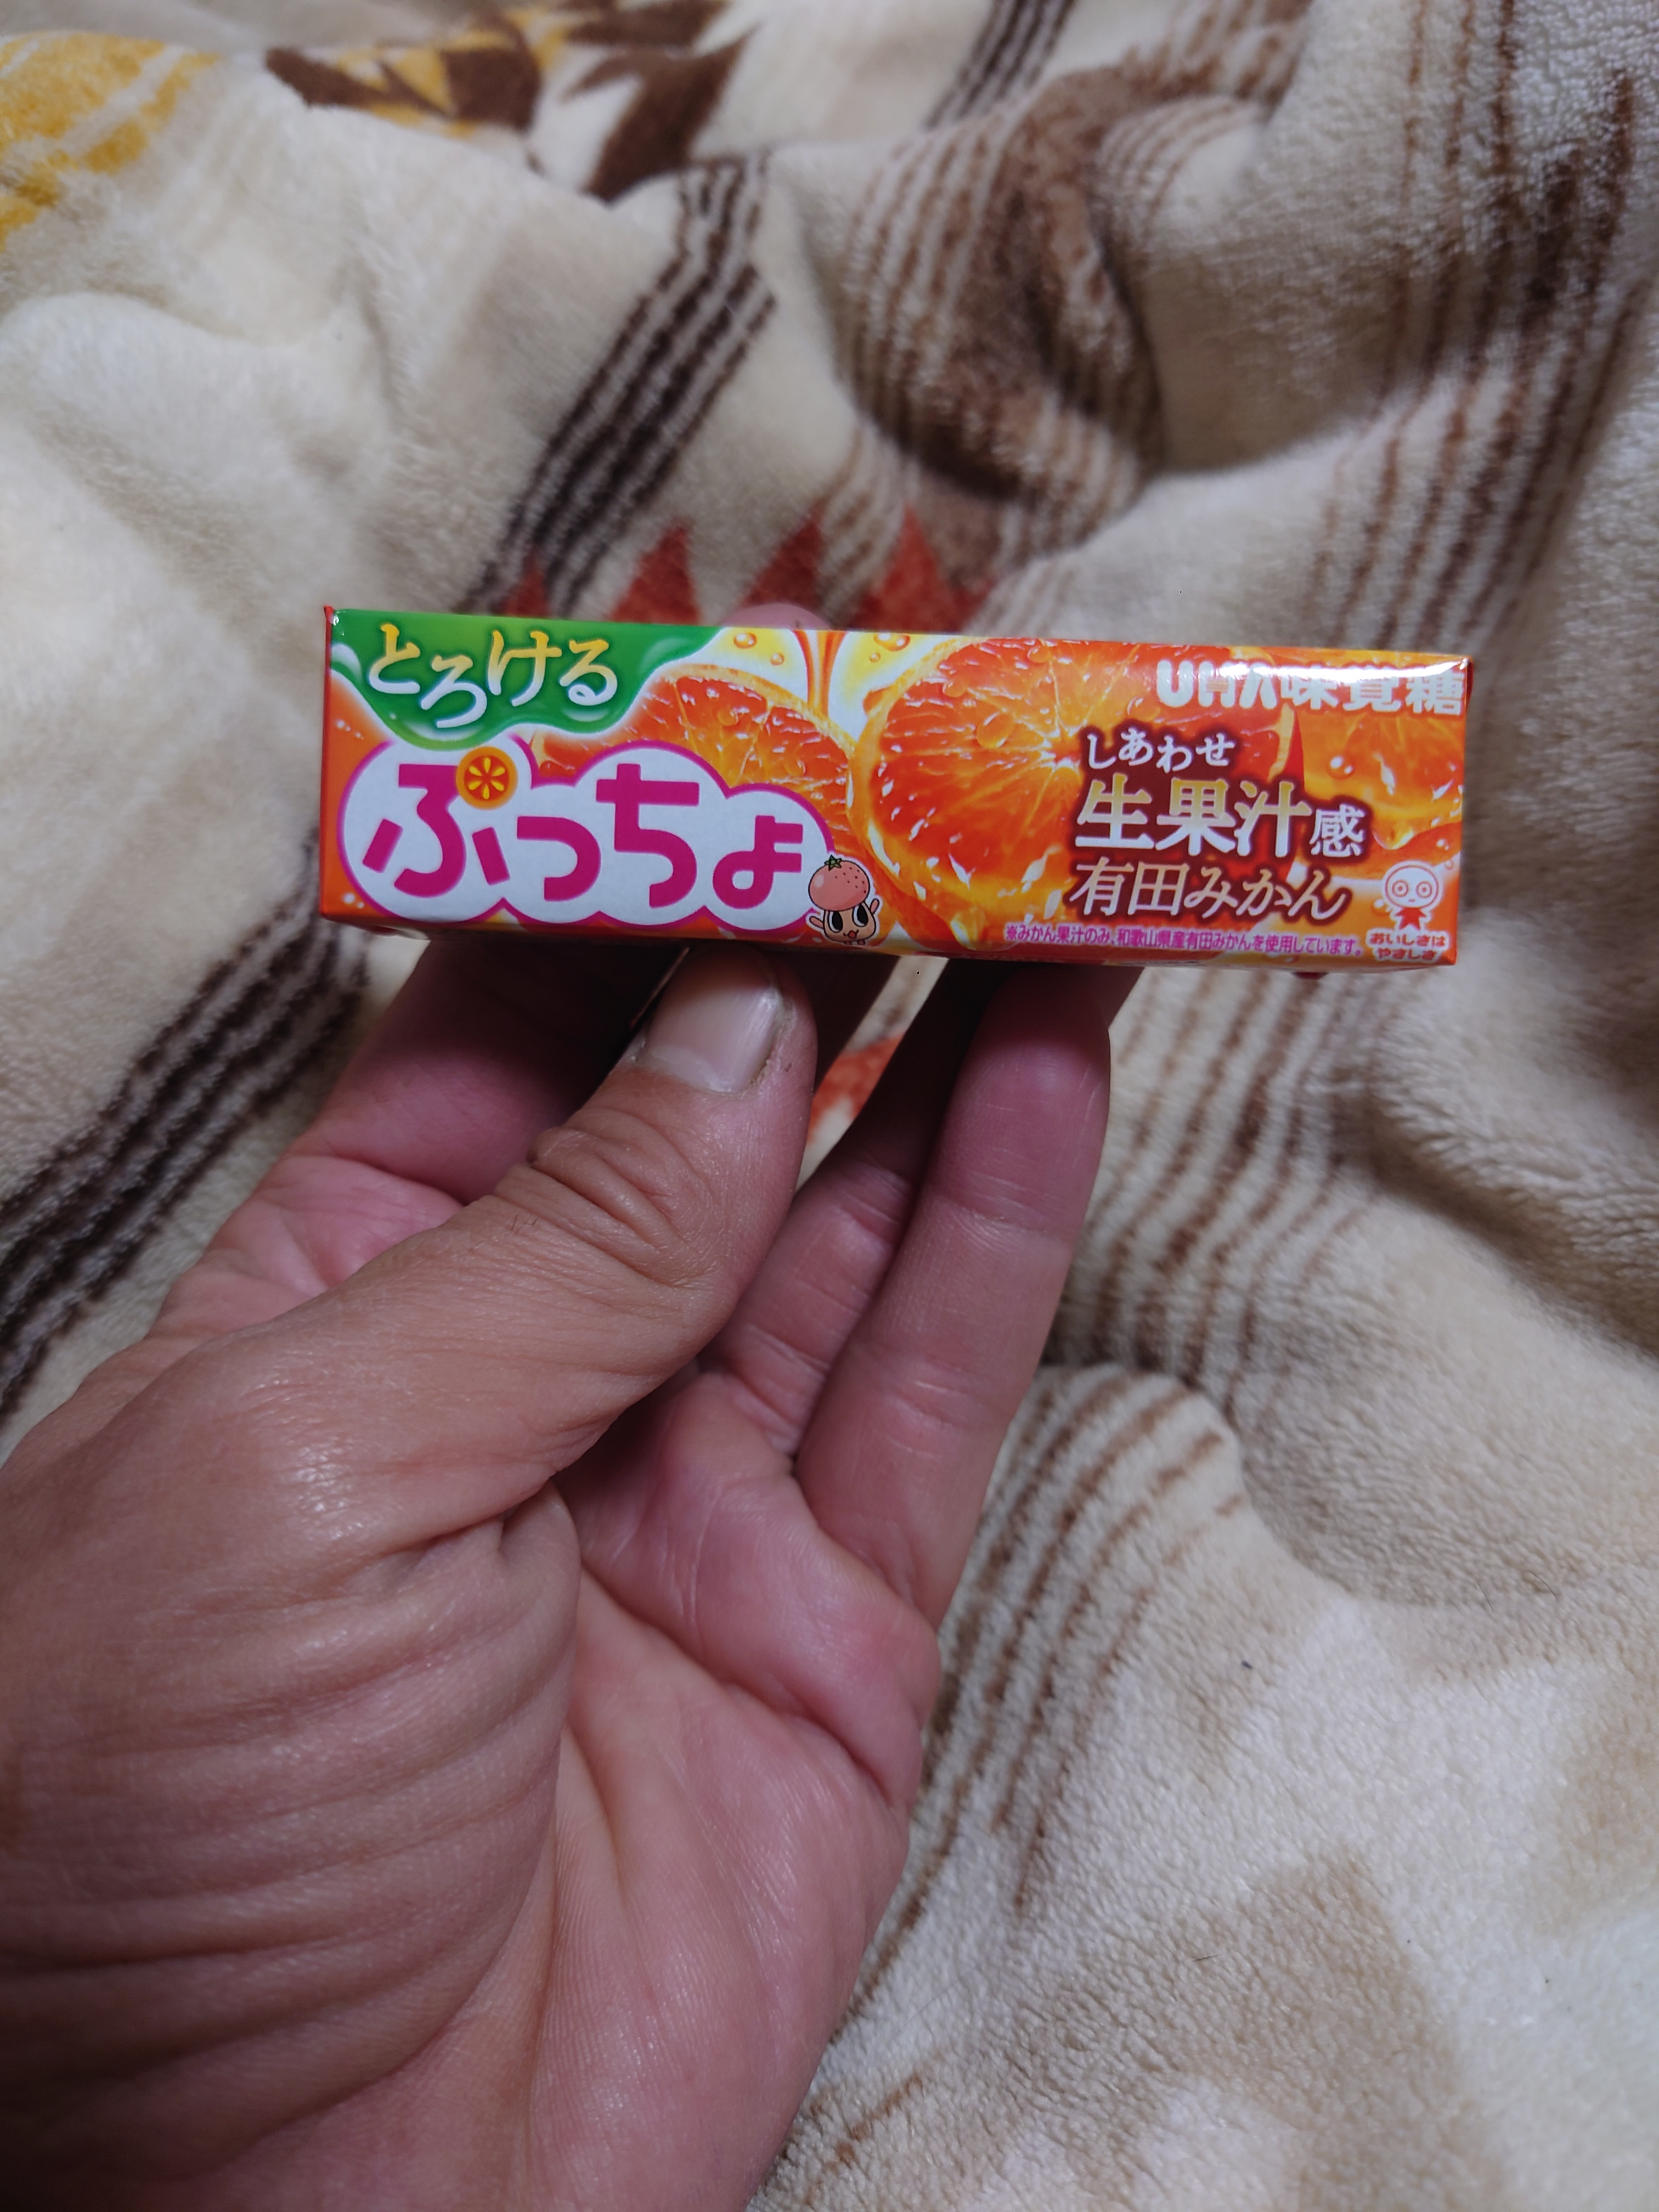 とろける
ぷっちょ
UHA味覚糖
しあわせ
生果汁感
有田みかん
※みかん果汁のみ、和歌山県産有田みかんを使用しています。
おいしさは
やさしさ